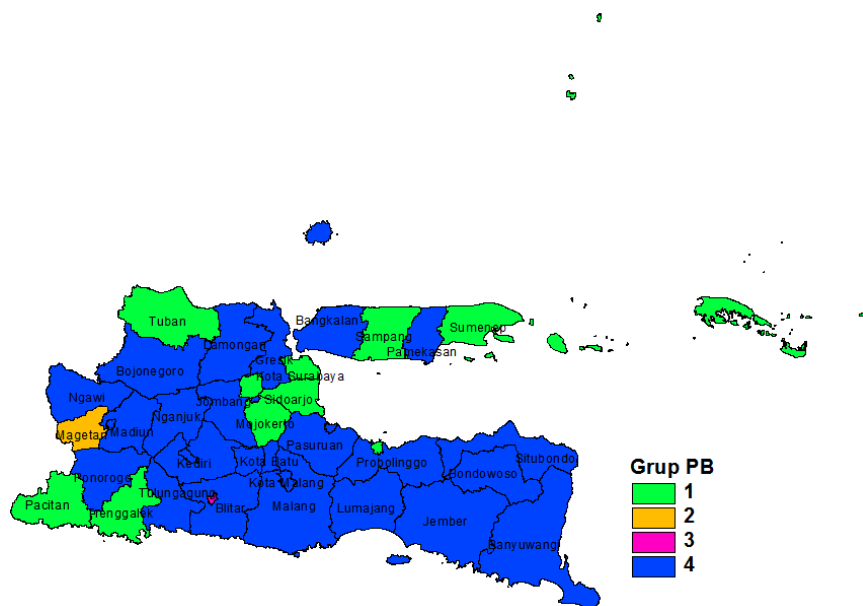 Tuban
Bangkalan
Sampang
Sumenep
Pamekasan
Lamongan
Gresik
Bojonegoro
Kota Surabaya
Ngawi
Jombang
Sidoarjo
Nganjuk
Magetan
Madiun
Mojokerto
Pasuruan
Kediri
Kota Batu
Probolinggo
Situbondo
Bondowoso
Ponorogo
Kota Malang
Tulungagung
Pacitan
Trenggalek
Blitar
Malang
Lumajang
Jember
Banyuwangi
Grup PB
1
2
3
4